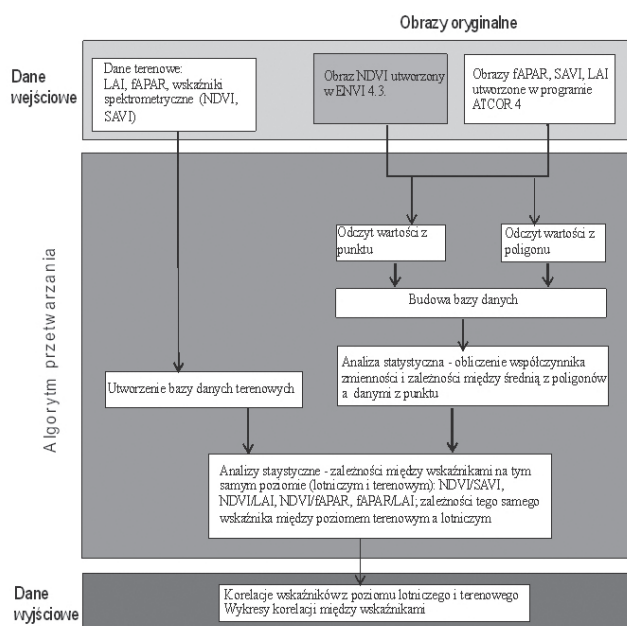 Obrazy oryginalne
Dane
wejściowe
Dane terenowe:
LAI, fAPAR, wskaźniki
spektrometryczne (NDVI,
SAVI)
Obraz NDVI utworzony
w ENVI 4.3.
Obrazy fAPAR, SAVI, LAI
utworzone w programie
ATCOR 4
Algorytm przetwarzania
Odczyt wartości z
punktu
Odczyt wartości z
poligonu
Budowa bazy danych
Analiza statystyczna - obliczenie współczynnika
zmienności i zależności między średnią z poligonów
a danymi z punktu
Utworzenie bazy danych terenowych
Analizy staystyczne - zależności między wskaźnikami na tym
samym poziomie (lotniczym i terenowym): NDVI/SAVI,
NDVI/LAI, NDVI/fAPAR, fAPAR/LAI; zależności tego samego
wskaźnika między poziomem terenowym a lotniczym
Dane
wyjściowe
Korelacje wskaźników z poziomu lotniczego i terenowego
Wykresy korelacji między wskaźnikami